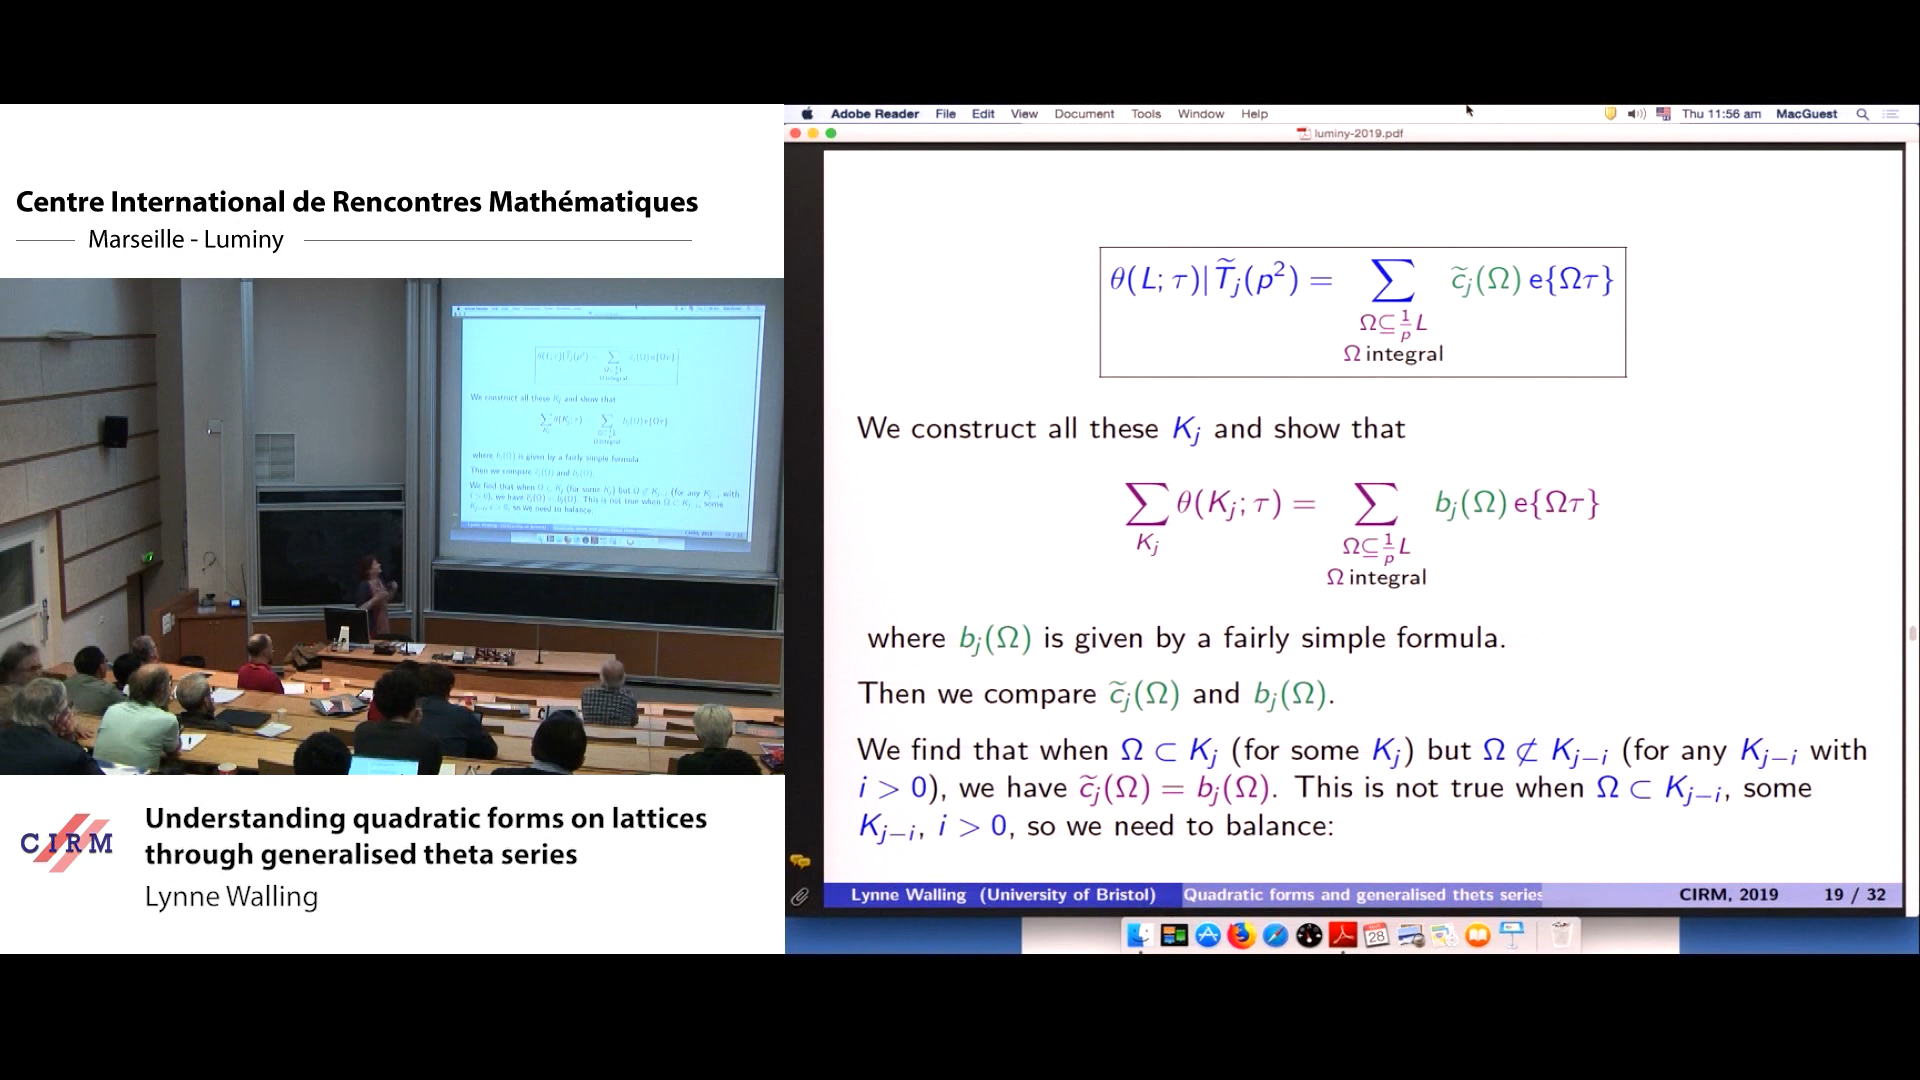 Centre International de Rencontres Mathématiques
Marseille - Luminy
Adobe Reader File Edit View Document Tools Window Help Thu 11:56 am MacGuest
luminy-2019.pdf
θ(L; τ)|T̃ⱼ(p²) = ∑ c̃ⱼ(Ω) e{Ωτ}
Ω⊆1/p L
Ω integral
We construct all these Kⱼ and show that
∑ θ(Kⱼ; τ) = ∑ bⱼ(Ω) e{Ωτ}
Kⱼ Ω⊆1/p L
Ω integral
where bⱼ(Ω) is given by a fairly simple formula.
Then we compare c̃ⱼ(Ω) and bⱼ(Ω).
We find that when Ω ⊂ Kⱼ (for some Kⱼ) but Ω ⊄ Kⱼ₋ᵢ (for any Kⱼ₋ᵢ with
i > 0), we have c̃ⱼ(Ω) = bⱼ(Ω). This is not true when Ω ⊂ Kⱼ₋ᵢ, some
Kⱼ₋ᵢ, i > 0, so we need to balance:
Lynne Walling (University of Bristol) Quadratic forms and generalised thets series CIRM, 2019 19 / 32
28
CIRM
Understanding quadratic forms on lattices
through generalised theta series
Lynne Walling